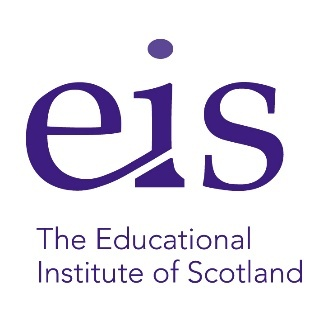 eis
The Educational
Institute of Scotland